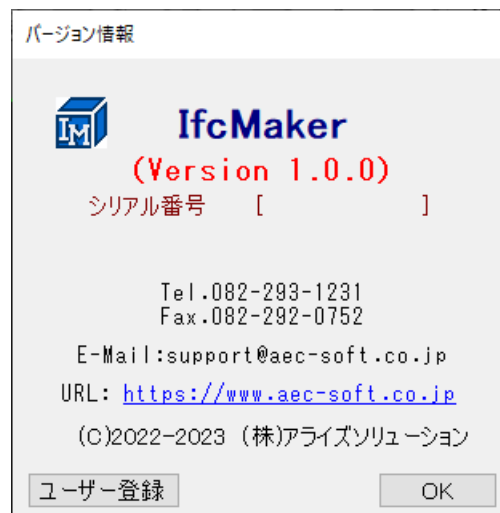 バージョン情報
IM
IfcMaker
(Version 1.0.0)
シリアル番号 [ ]
Tel.082-293-1231
Fax.082-292-0752
E-Mail:support@aec-soft.co.jp
URL: https://www.aec-soft.co.jp
(C)2022-2023 (株)アライズソリューション
ユーザー登録 OK